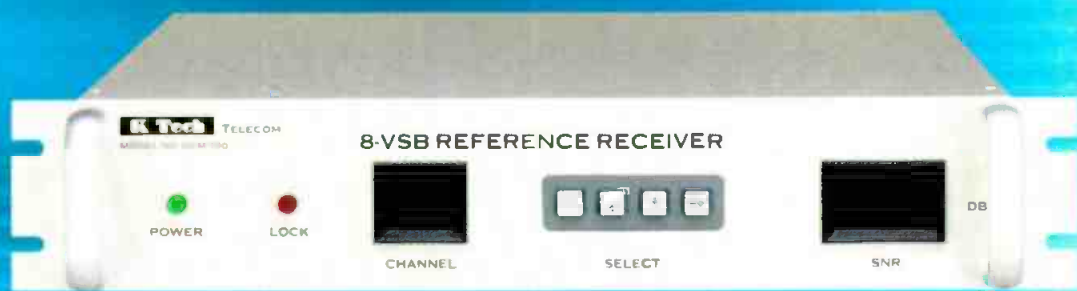 K Tech TELECOM
8-VSB REFERENCE RECEIVER
POWER
LOCK
CHANNEL
SELECT
SNR
DB